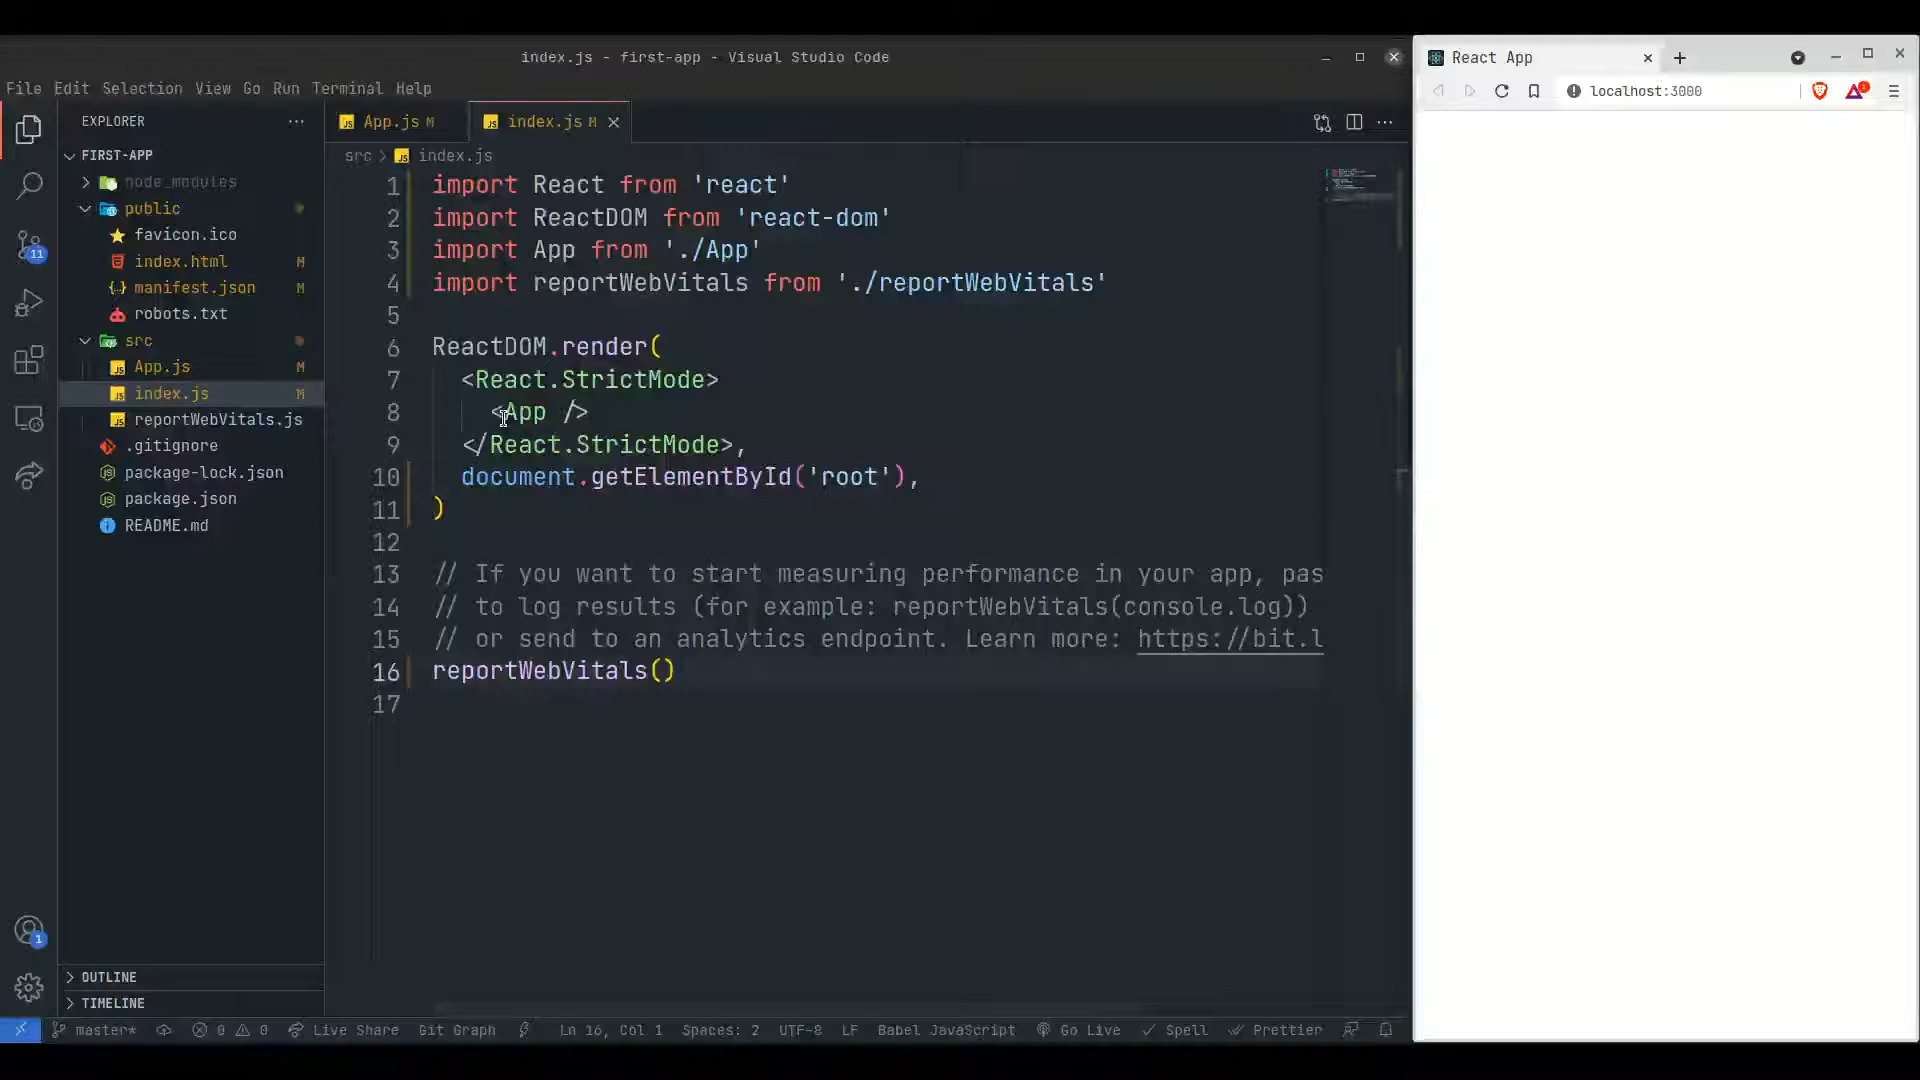 index.js - first-app - Visual Studio Code
File Edit Selection View Go Run Terminal Help
EXPLORER
FIRST-APP
node_modules
public
favicon.ico
index.html M
manifest.json M
robots.txt
src
App.js M
index.js M
reportWebVitals.js
.gitignore
package-lock.json
package.json
README.md
OUTLINE
TIMELINE
11
1
App.js M
index.js M
src > index.js
1 import React from 'react'
2 import ReactDOM from 'react-dom'
3 import App from './App'
4 import reportWebVitals from './reportWebVitals'
5
6 ReactDOM.render(
7 <React.StrictMode>
8 <App />
9 </React.StrictMode>,
10 document.getElementById('root'),
11 )
12
13 // If you want to start measuring performance in your app, pas
14 // to log results (for example: reportWebVitals(console.log))
15 // or send to an analytics endpoint. Learn more: https://bit.l
16 reportWebVitals()
17
master* 0 0 Live Share Git Graph Ln 16, Col 1 Spaces: 2 UTF-8 LF Babel JavaScript Go Live Spell Prettier
React App
localhost:3000
1